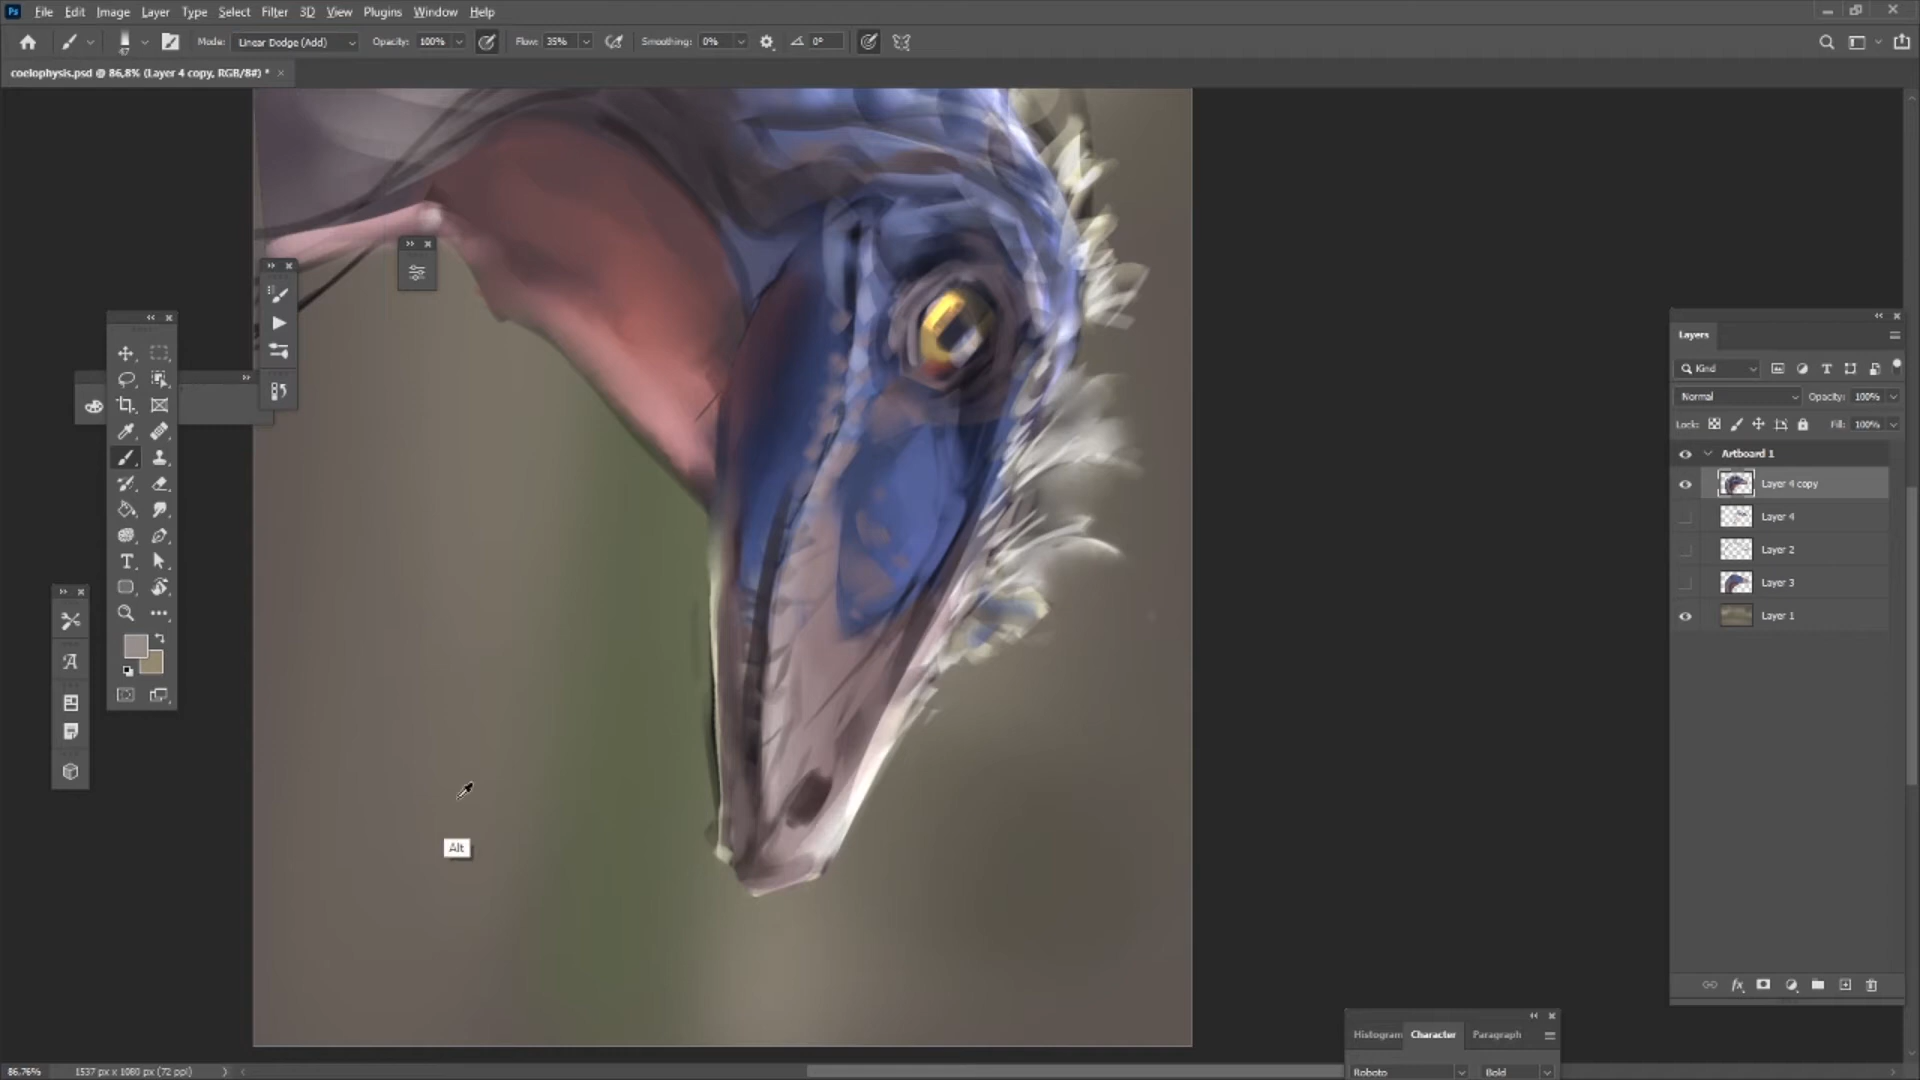 Ps File Edit Image Layer Type Select Filter 3D View Plugins Window Help
47 Mode: Linear Dodge (Add) Opacity: 100% Flow: 35% Smoothing: 0% 0°
coelophysis.psd @ 86,8% (Layer 4 copy, RGB/8#) *
Layers
Kind
Normal Opacity: 100%
Lock: Fill: 100%
Artboard 1
Layer 4 copy
Layer 4
Layer 2
Layer 3
Layer 1
Alt
Histogram Character Paragraph
Roboto Bold
86.76% 1537 px x 1080 px (72 ppi)